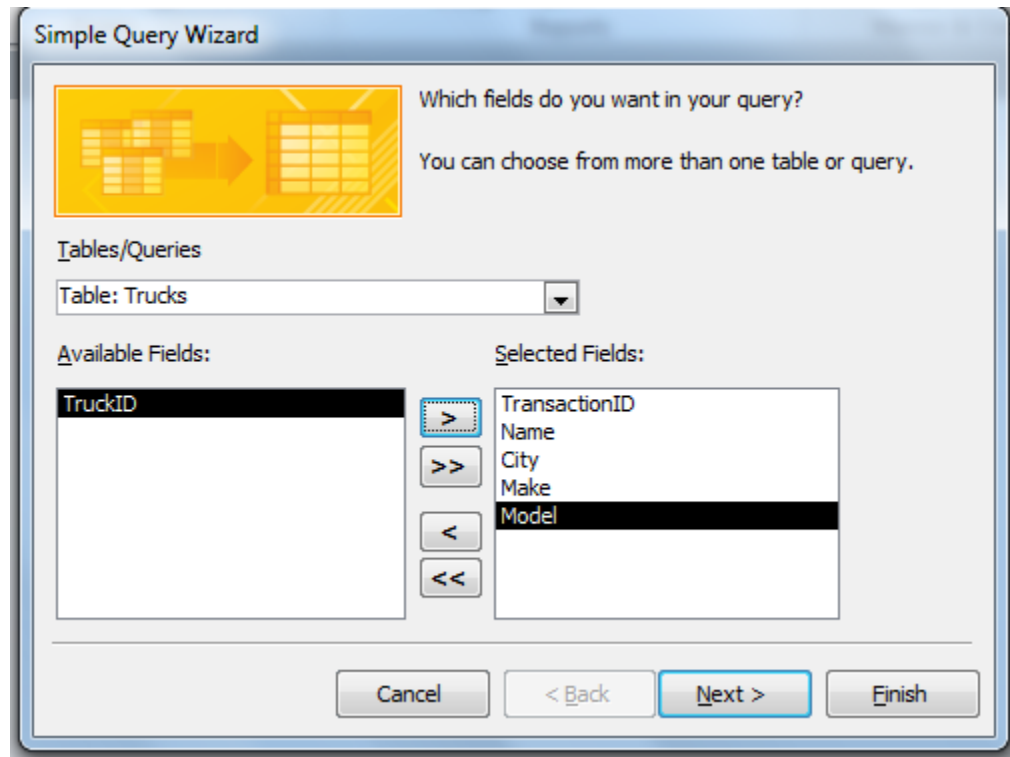 Simple Query Wizard
Which fields do you want in your query?
You can choose from more than one table or query.
Tables/Queries
Table: Trucks
Available Fields:
Selected Fields:
TruckID
>
>>
<
<<
TransactionID
Name
City
Make
Model
Cancel
< Back
Next >
Finish